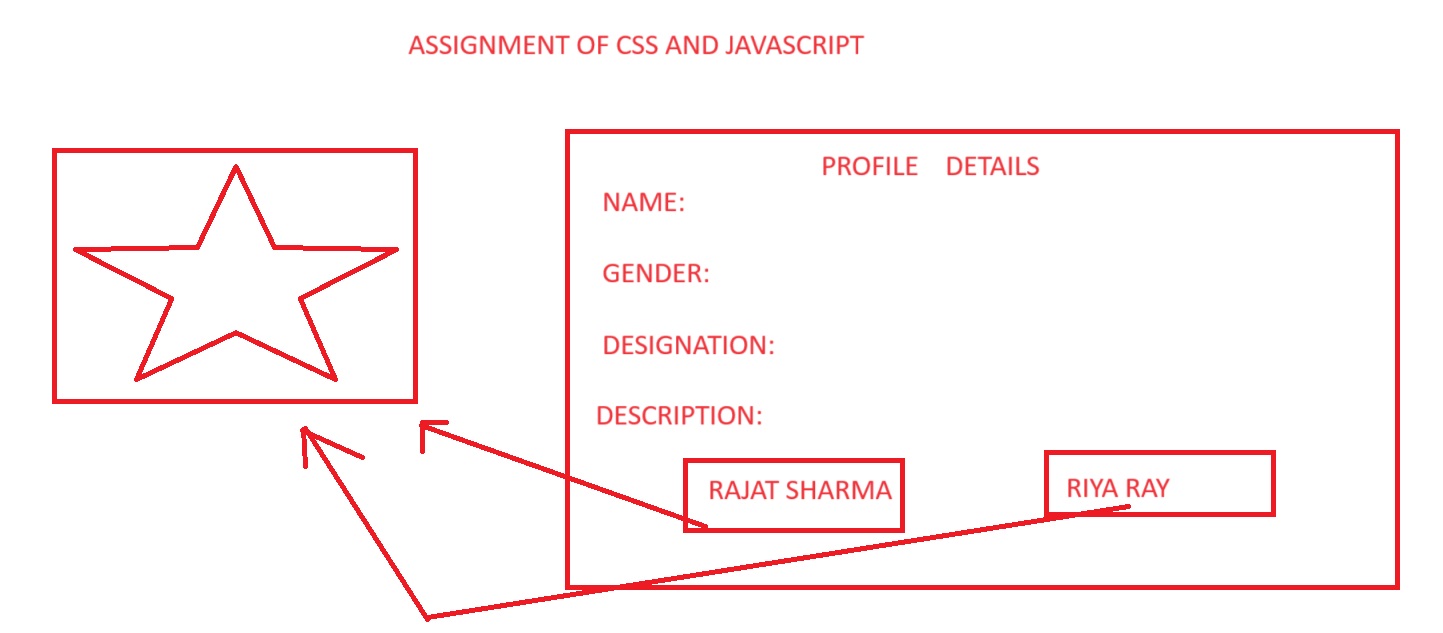 ASSIGNMENT OF CSS AND JAVASCRIPT
PROFILE DETAILS
NAME:
GENDER:
DESIGNATION:
DESCRIPTION:
RAJAT SHARMA
RIYA RAY